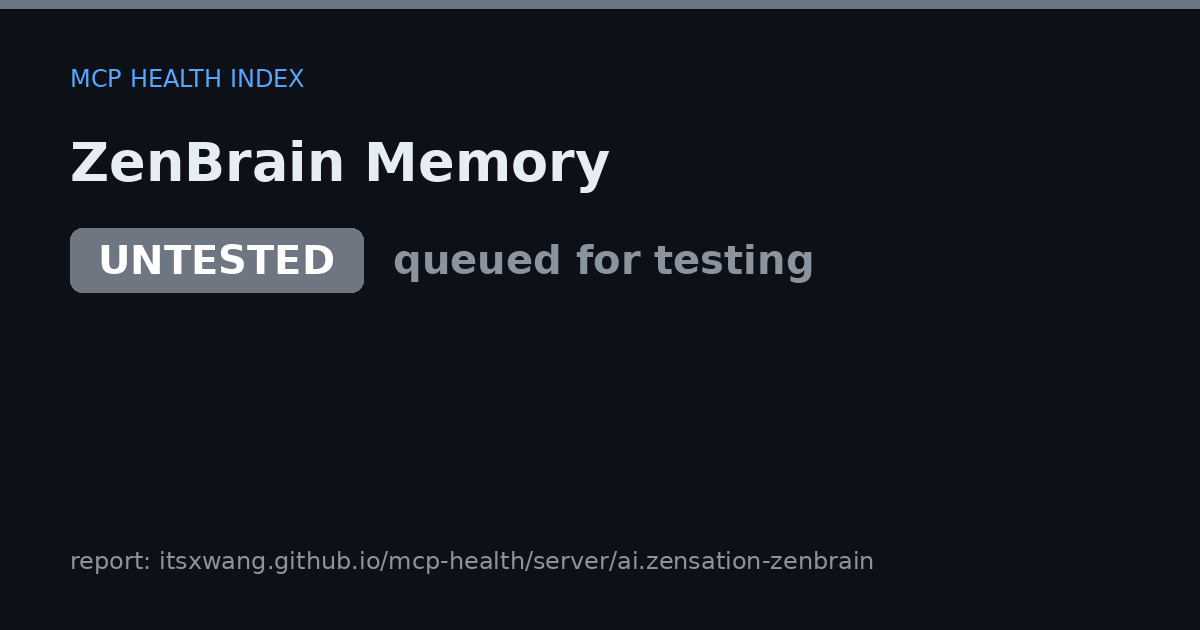 MCP HEALTH INDEX
ZenBrain Memory
UNTESTED queued for testing
report: itsxwang.github.io/mcp-health/server/ai.zensation-zenbrain